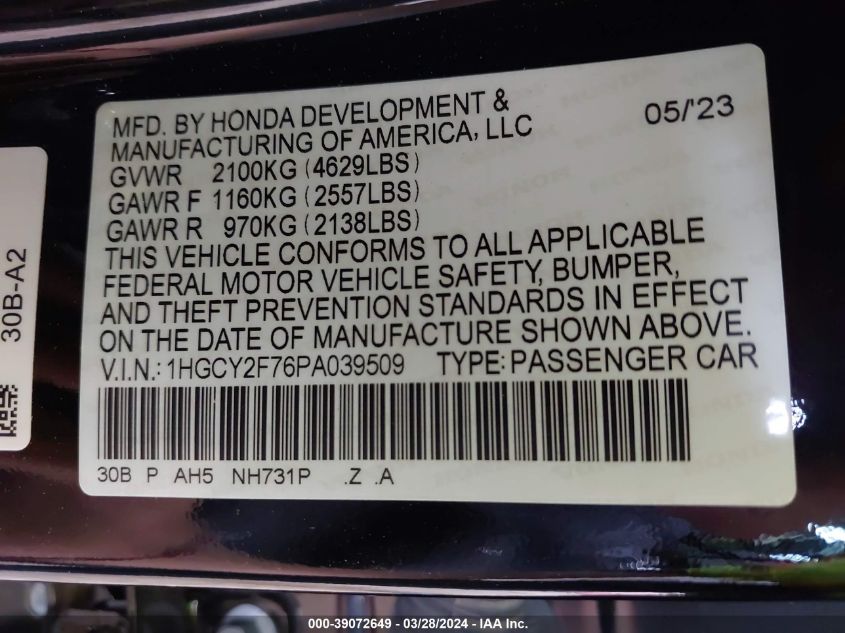 MFD. BY HONDA DEVELOPMENT & 05/'23
MANUFACTURING OF AMERICA, LLC
GVWR 2100KG (4629LBS)
GAWR F 1160KG (2557LBS)
GAWR R 970KG (2138LBS)
THIS VEHICLE CONFORMS TO ALL APPLICABLE
FEDERAL MOTOR VEHICLE SAFETY, BUMPER,
AND THEFT PREVENTION STANDARDS IN EFFECT
ON THE DATE OF MANUFACTURE SHOWN ABOVE.
V.I.N.: 1HGCY2F76PA039509 TYPE: PASSENGER CAR
30B P AH5 NH731P .Z .A
30B-A2
000-39072649 - 03/28/2024 - IAA Inc.